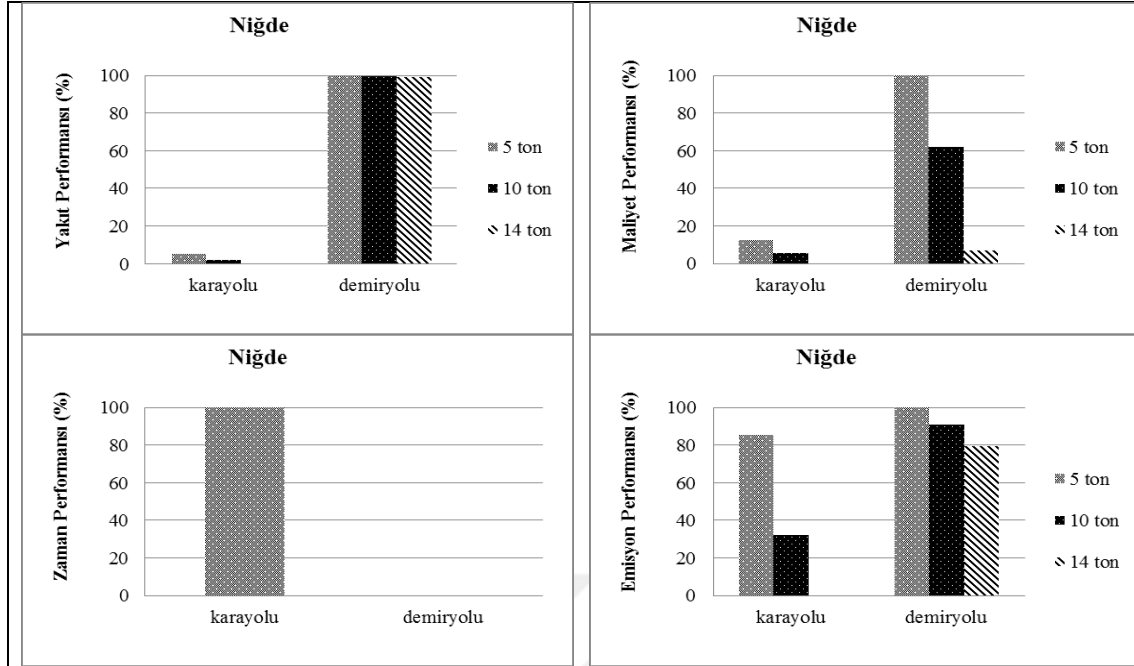 Niğde
Yakıt Performansı (%)
100
80
60
40
20
0
karayolu
demiryolu
5 ton
10 ton
14 ton
Niğde
Maliyet Performansı (%)
100
80
60
40
20
0
karayolu
demiryolu
5 ton
10 ton
14 ton
Niğde
Zaman Performansı (%)
100
80
60
40
20
0
karayolu
demiryolu
Niğde
Emisyon Performansı (%)
100
80
60
40
20
0
karayolu
demiryolu
5 ton
10 ton
14 ton